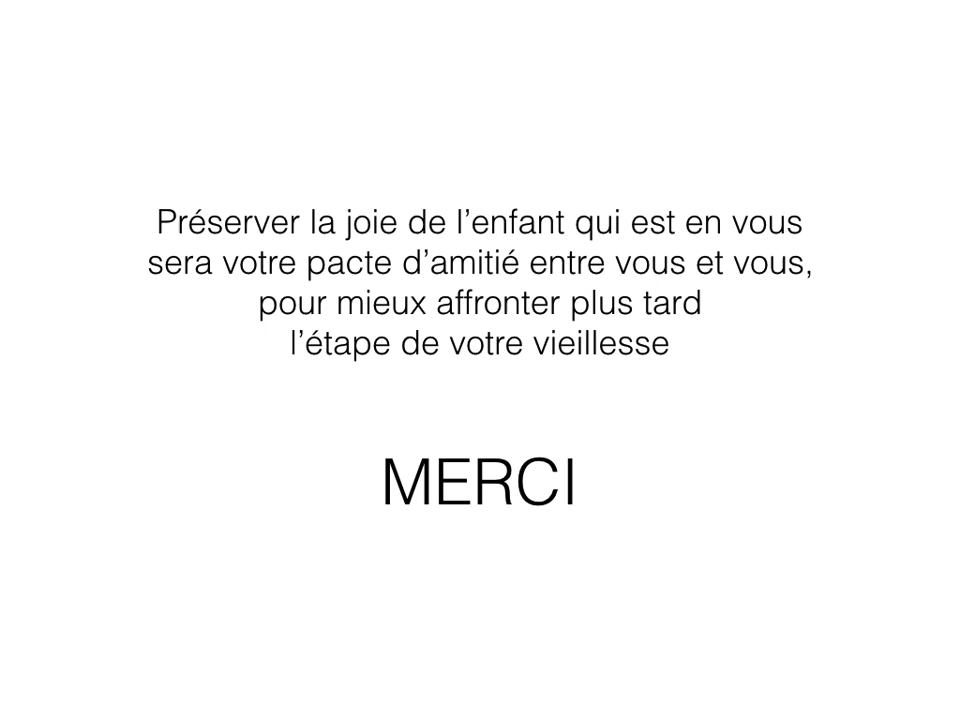 Préserver la joie de l’enfant qui est en vous
sera votre pacte d’amitié entre vous et vous,
pour mieux affronter plus tard
l’étape de votre vieillesse
MERCI